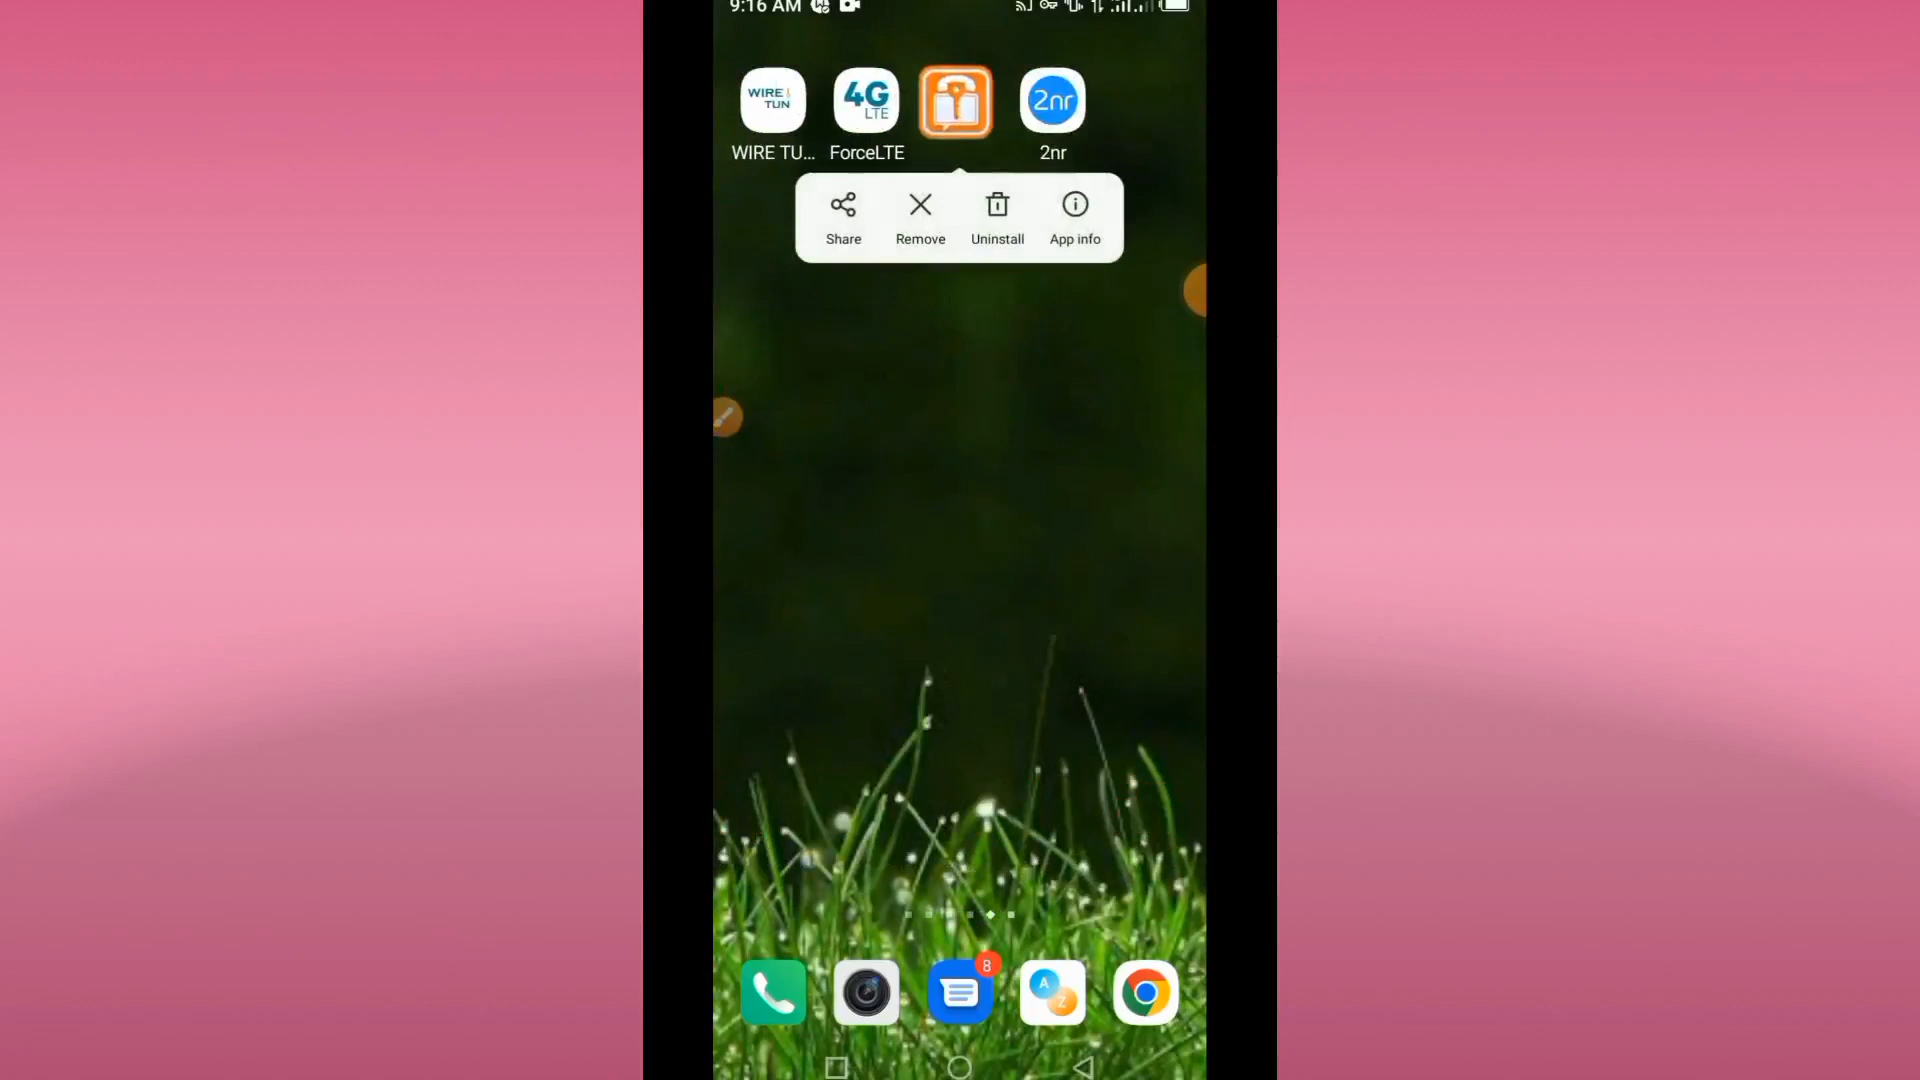 9:16 AM
WIRE TUN
4G LTE
2nr
WIRE TU... ForceLTE 2nr
Share Remove Uninstall App info
8
A Z